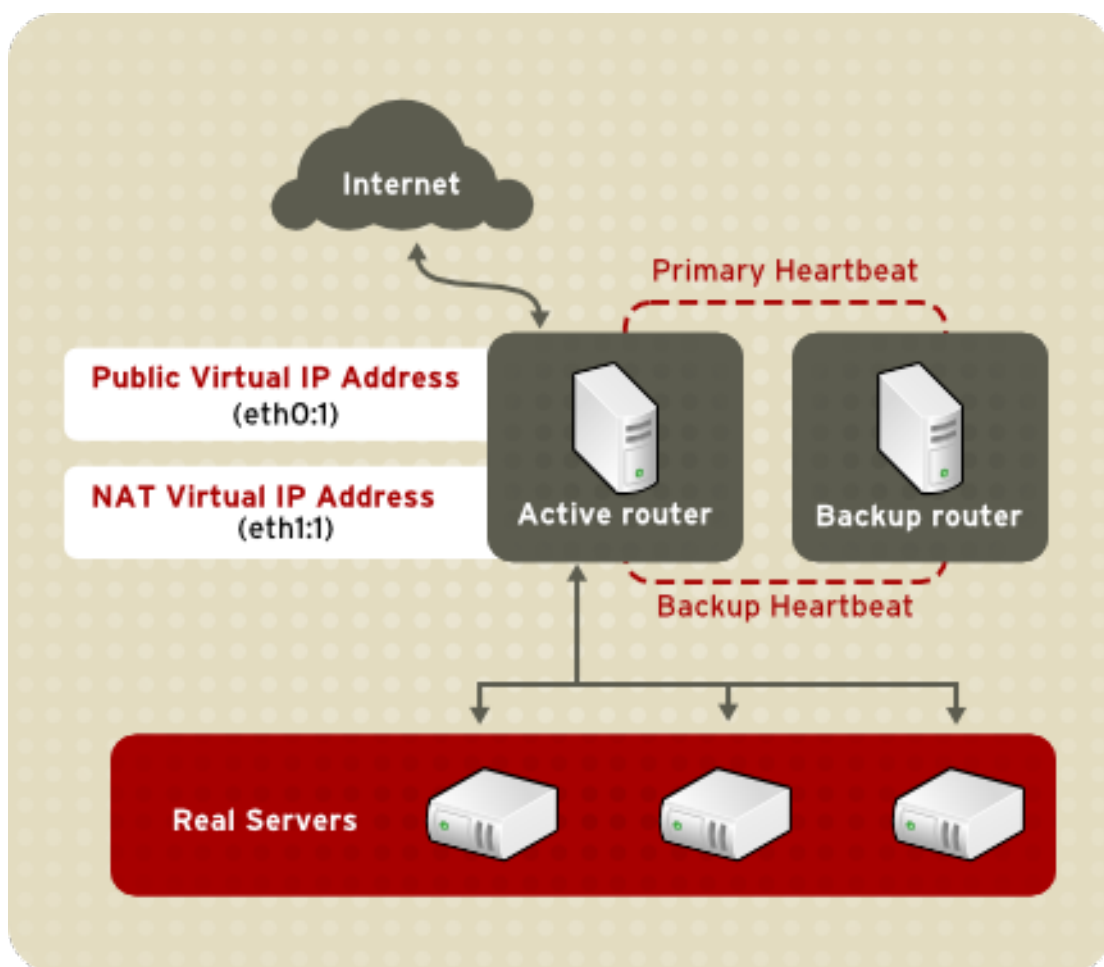 Internet
Primary Heartbeat
Public Virtual IP Address
(eth0:1)
NAT Virtual IP Address
(eth1:1)
Active router
Backup router
Backup Heartbeat
Real Servers